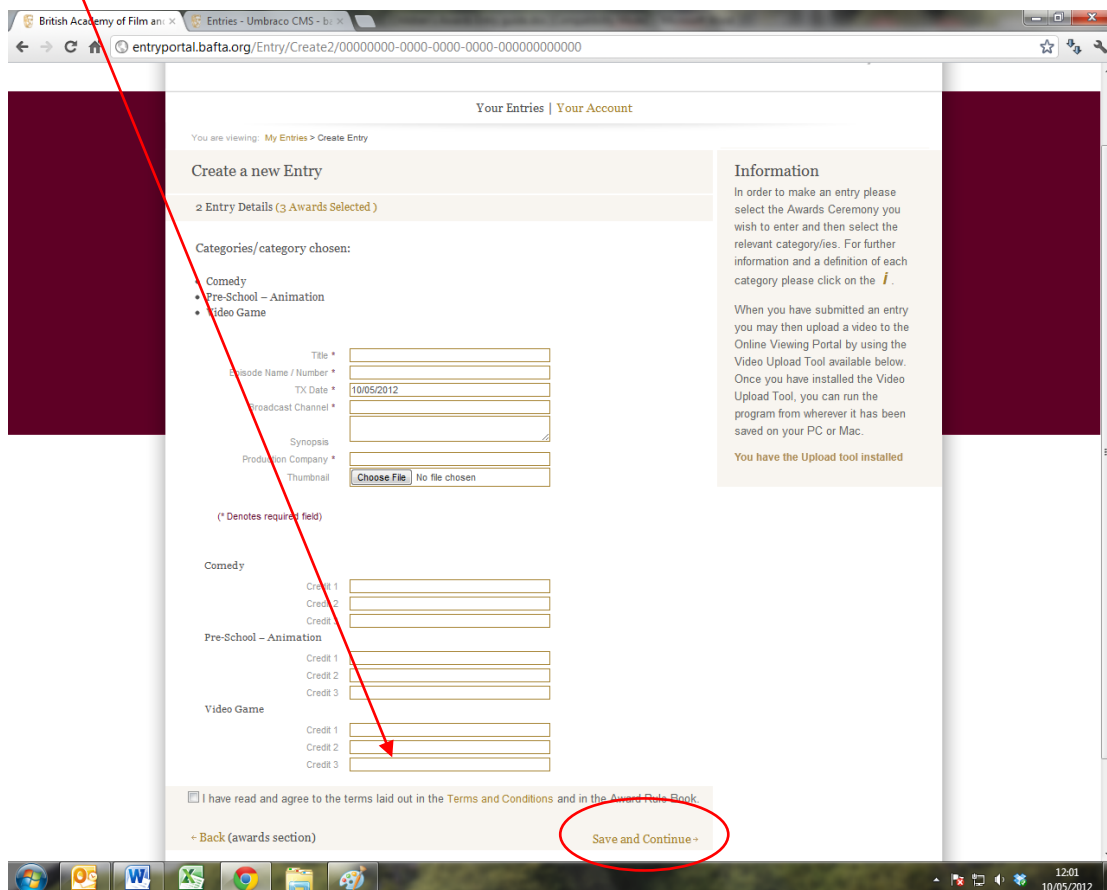 British Academy of Film an
Entries - Umbraco CMS - b
entryportal.bafta.org/Entry/Create2/00000000-0000-0000-0000-000000000000
Your Entries | Your Account
You are viewing: My Entries > Create Entry
Create a new Entry
2 Entry Details (3 Awards Selected )
Categories/category chosen:
• Comedy
• Pre-School – Animation
• Video Game
Title *
Episode Name / Number *
TX Date * 10/05/2012
Broadcast Channel *
Synopsis
Production Company *
Thumbnail Choose File No file chosen
(* Denotes required field)
Comedy
Credit 1
Credit 2
Credit 3
Pre-School – Animation
Credit 1
Credit 2
Credit 3
Video Game
Credit 1
Credit 2
Credit 3
I have read and agree to the terms laid out in the Terms and Conditions and in the Award Rule Book.
← Back (awards section)
Save and Continue→
Information
In order to make an entry please
select the Awards Ceremony you
wish to enter and then select the
relevant category/ies. For further
information and a definition of each
category please click on the i .
When you have submitted an entry
you may then upload a video to the
Online Viewing Portal by using the
Video Upload Tool available below.
Once you have installed the Video
Upload Tool, you can run the
program from wherever it has been
saved on your PC or Mac.
You have the Upload tool installed
12:01
10/05/2012